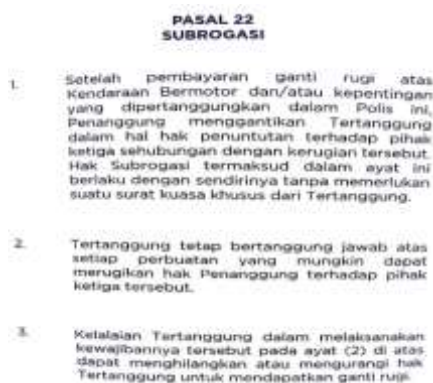 PASAL 22
SUBROGASI
1. Setelah pembayaran ganti rugi atas
Kendaraan Bermotor dan/atau kepentingan
yang dipertanggungkan dalam Polis ini,
Penanggung menggantikan Tertanggung
dalam hal hak penuntutan terhadap pihak
ketiga sehubungan dengan kerugian tersebut.
Hak Subrogasi termaksud dalam ayat ini
berlaku dengan sendirinya tanpa memerlukan
suatu surat kuasa khusus dari Tertanggung.
2. Tertanggung tetap bertanggung jawab atas
setiap perbuatan yang mungkin dapat
merugikan hak Penanggung terhadap pihak
ketiga tersebut.
3. Kelalaian Tertanggung dalam melaksanakan
kewajibannya tersebut pada ayat (2) di atas
dapat menghilangkan atau mengurangi hak
Tertanggung untuk mendapatkan ganti rugi.